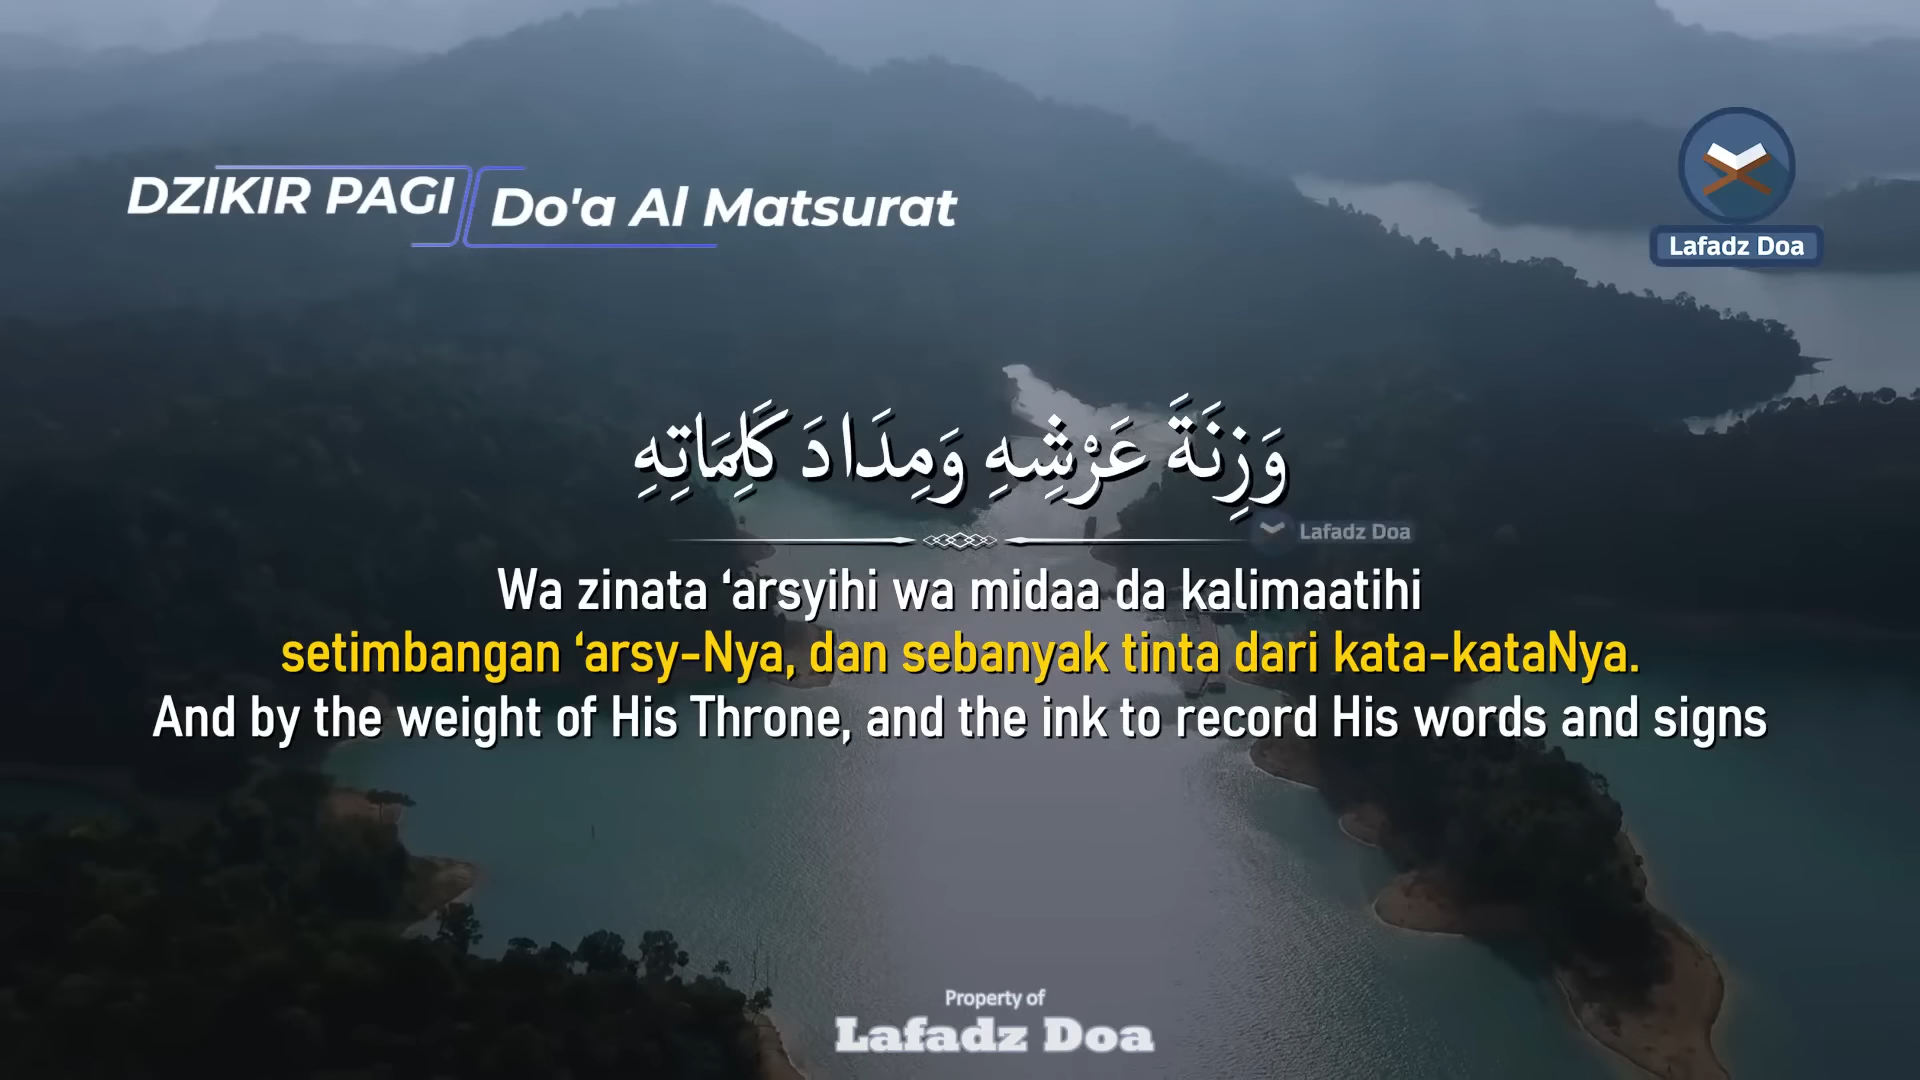 DZIKIR PAGI
Do'a Al Matsurat
Lafadz Doa
وَزِنَةَ عَرْشِهِ وَمِدَادَ كَلِمَاتِهِ
Lafadz Doa
Wa zinata ‘arsyihi wa midaa da kalimaatihi
setimbangan ‘arsy-Nya, dan sebanyak tinta dari kata-kataNya.
And by the weight of His Throne, and the ink to record His words and signs
Property of
Lafadz Doa